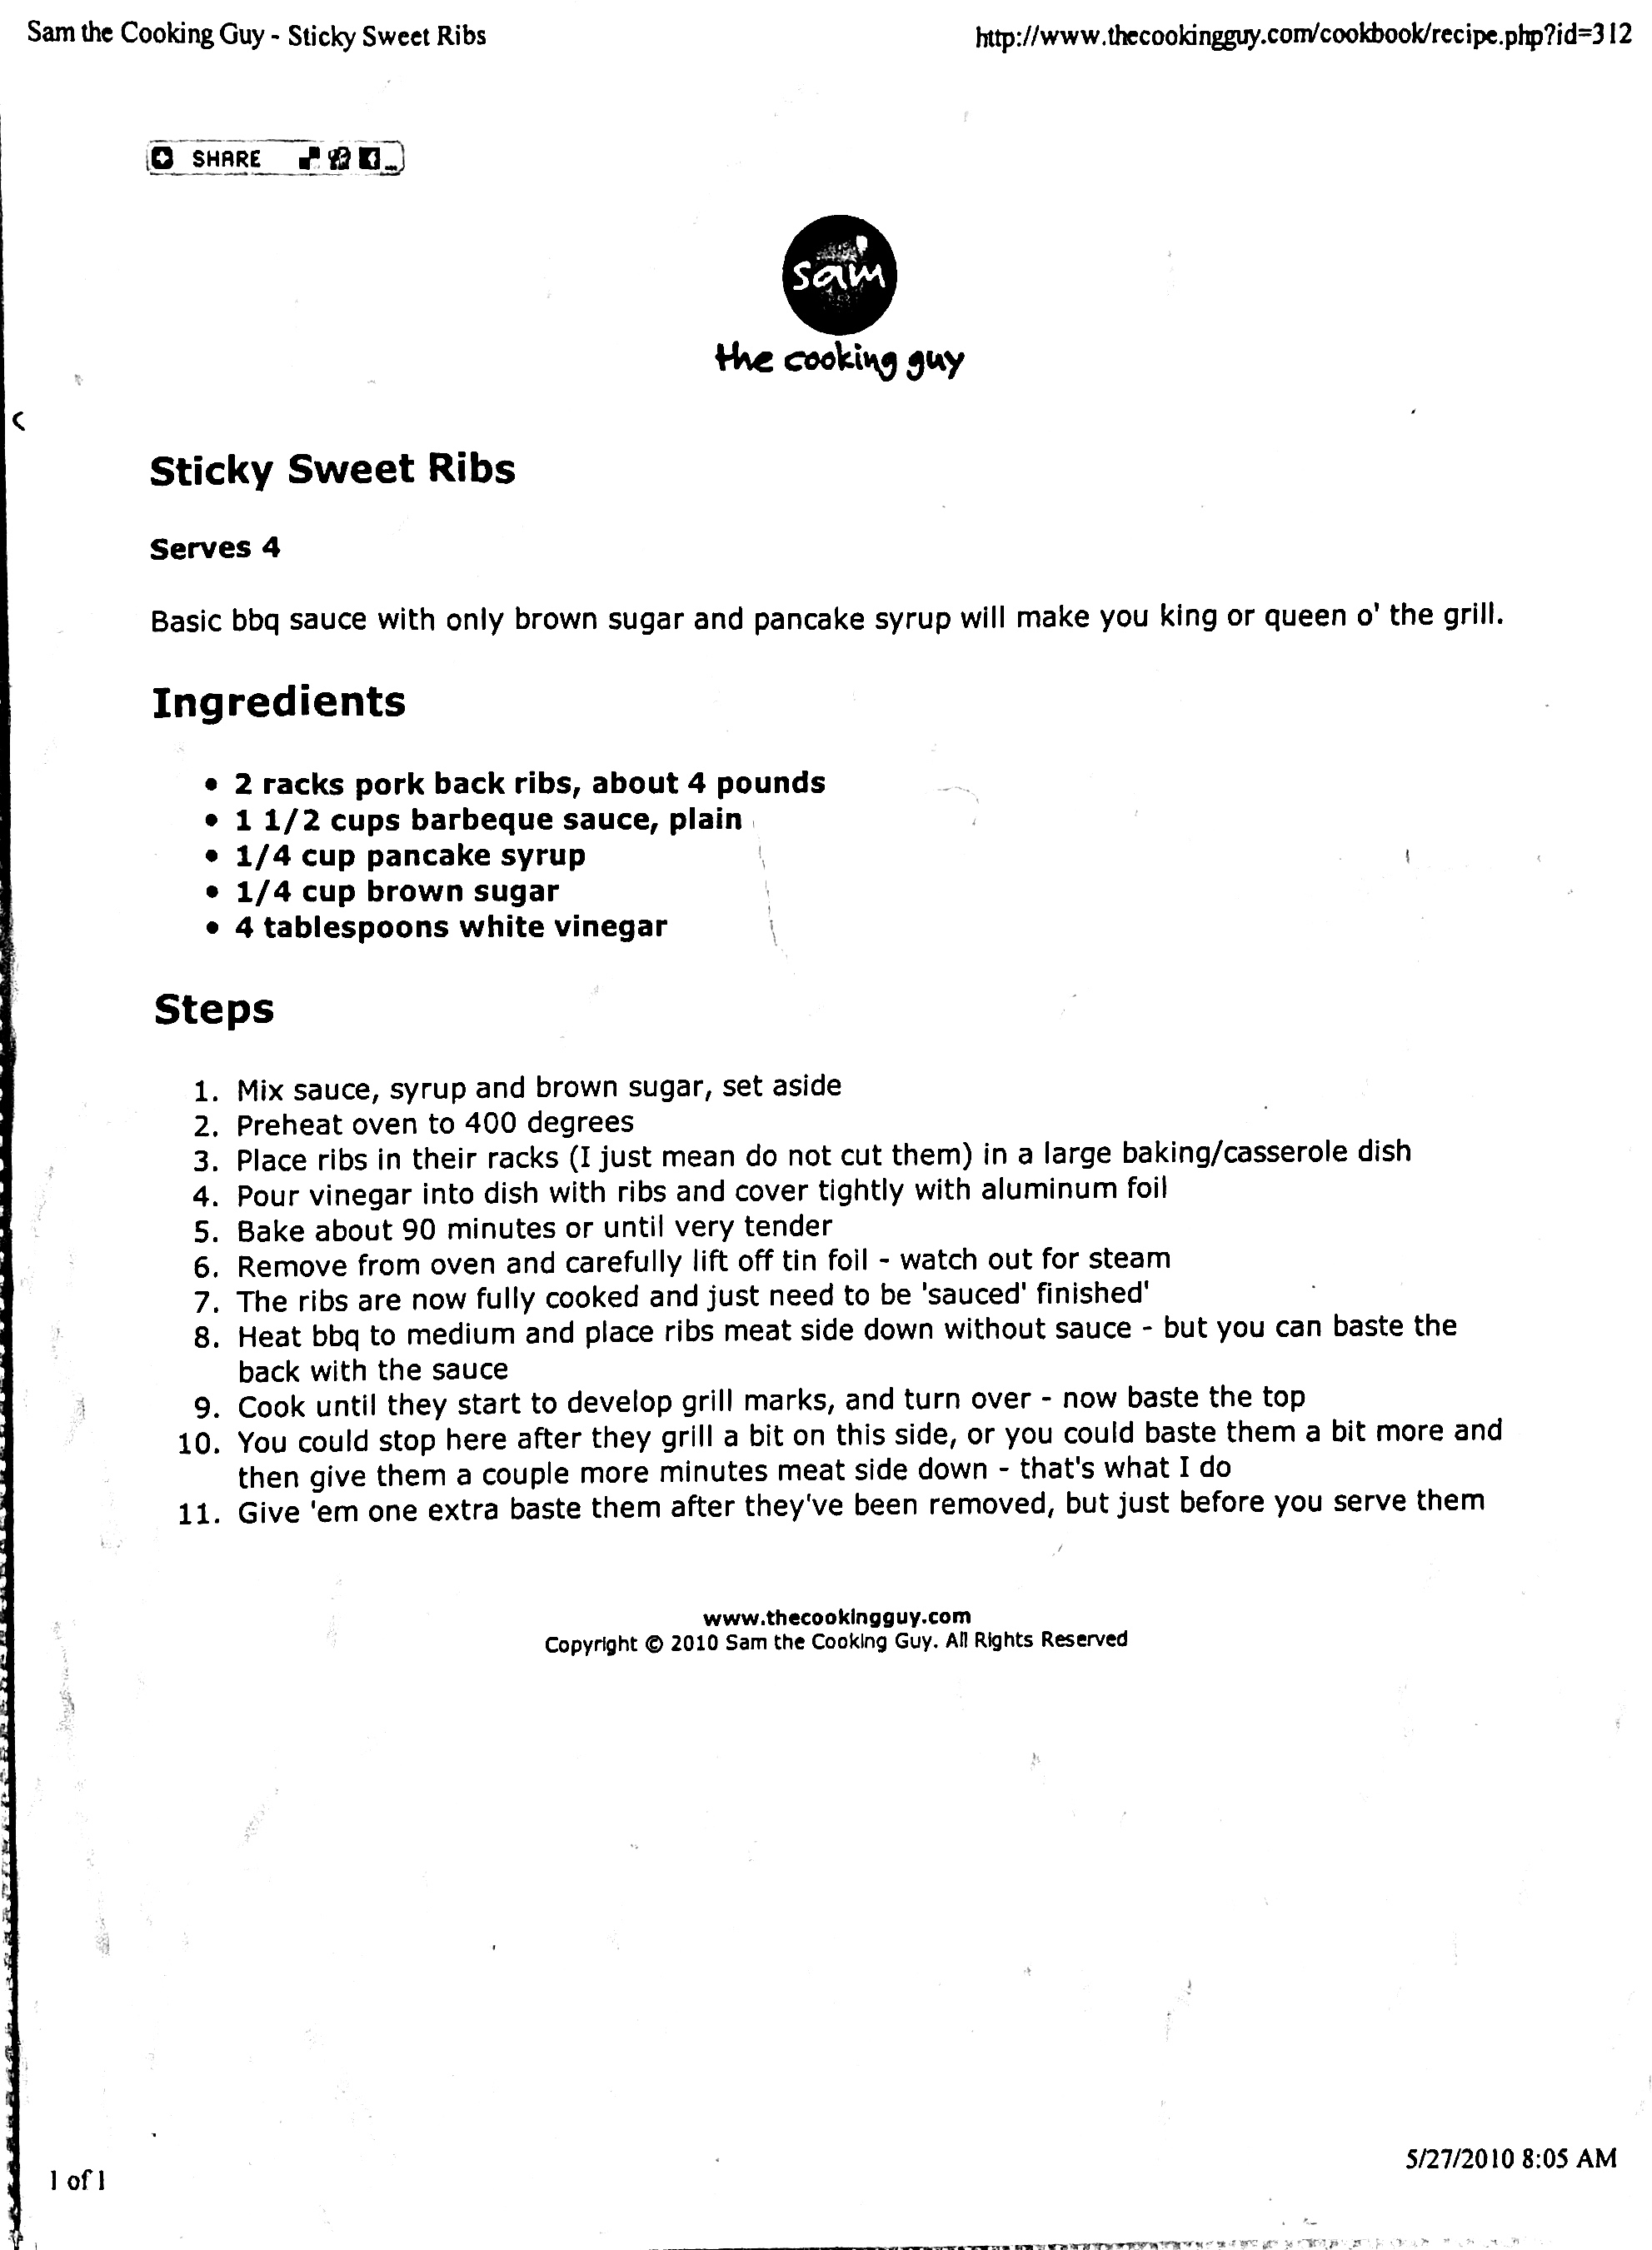 Sam the Cooking Guy - Sticky Sweet Ribs
http://www.thecookingguy.com/cookbook/recipe.php?id=312
SHARE
sam
the cooking guy
Sticky Sweet Ribs
Serves 4
Basic bbq sauce with only brown sugar and pancake syrup will make you king or queen o' the grill.
Ingredients
• 2 racks pork back ribs, about 4 pounds
• 1 1/2 cups barbeque sauce, plain
• 1/4 cup pancake syrup
• 1/4 cup brown sugar
• 4 tablespoons white vinegar
Steps
1. Mix sauce, syrup and brown sugar, set aside
2. Preheat oven to 400 degrees
3. Place ribs in their racks (I just mean do not cut them) in a large baking/casserole dish
4. Pour vinegar into dish with ribs and cover tightly with aluminum foil
5. Bake about 90 minutes or until very tender
6. Remove from oven and carefully lift off tin foil - watch out for steam
7. The ribs are now fully cooked and just need to be 'sauced' finished'
8. Heat bbq to medium and place ribs meat side down without sauce - but you can baste the
back with the sauce
9. Cook until they start to develop grill marks, and turn over - now baste the top
10. You could stop here after they grill a bit on this side, or you could baste them a bit more and
then give them a couple more minutes meat side down - that's what I do
11. Give 'em one extra baste them after they've been removed, but just before you serve them
www.thecookingguy.com
Copyright © 2010 Sam the Cooking Guy. All Rights Reserved
5/27/2010 8:05 AM
1 of 1